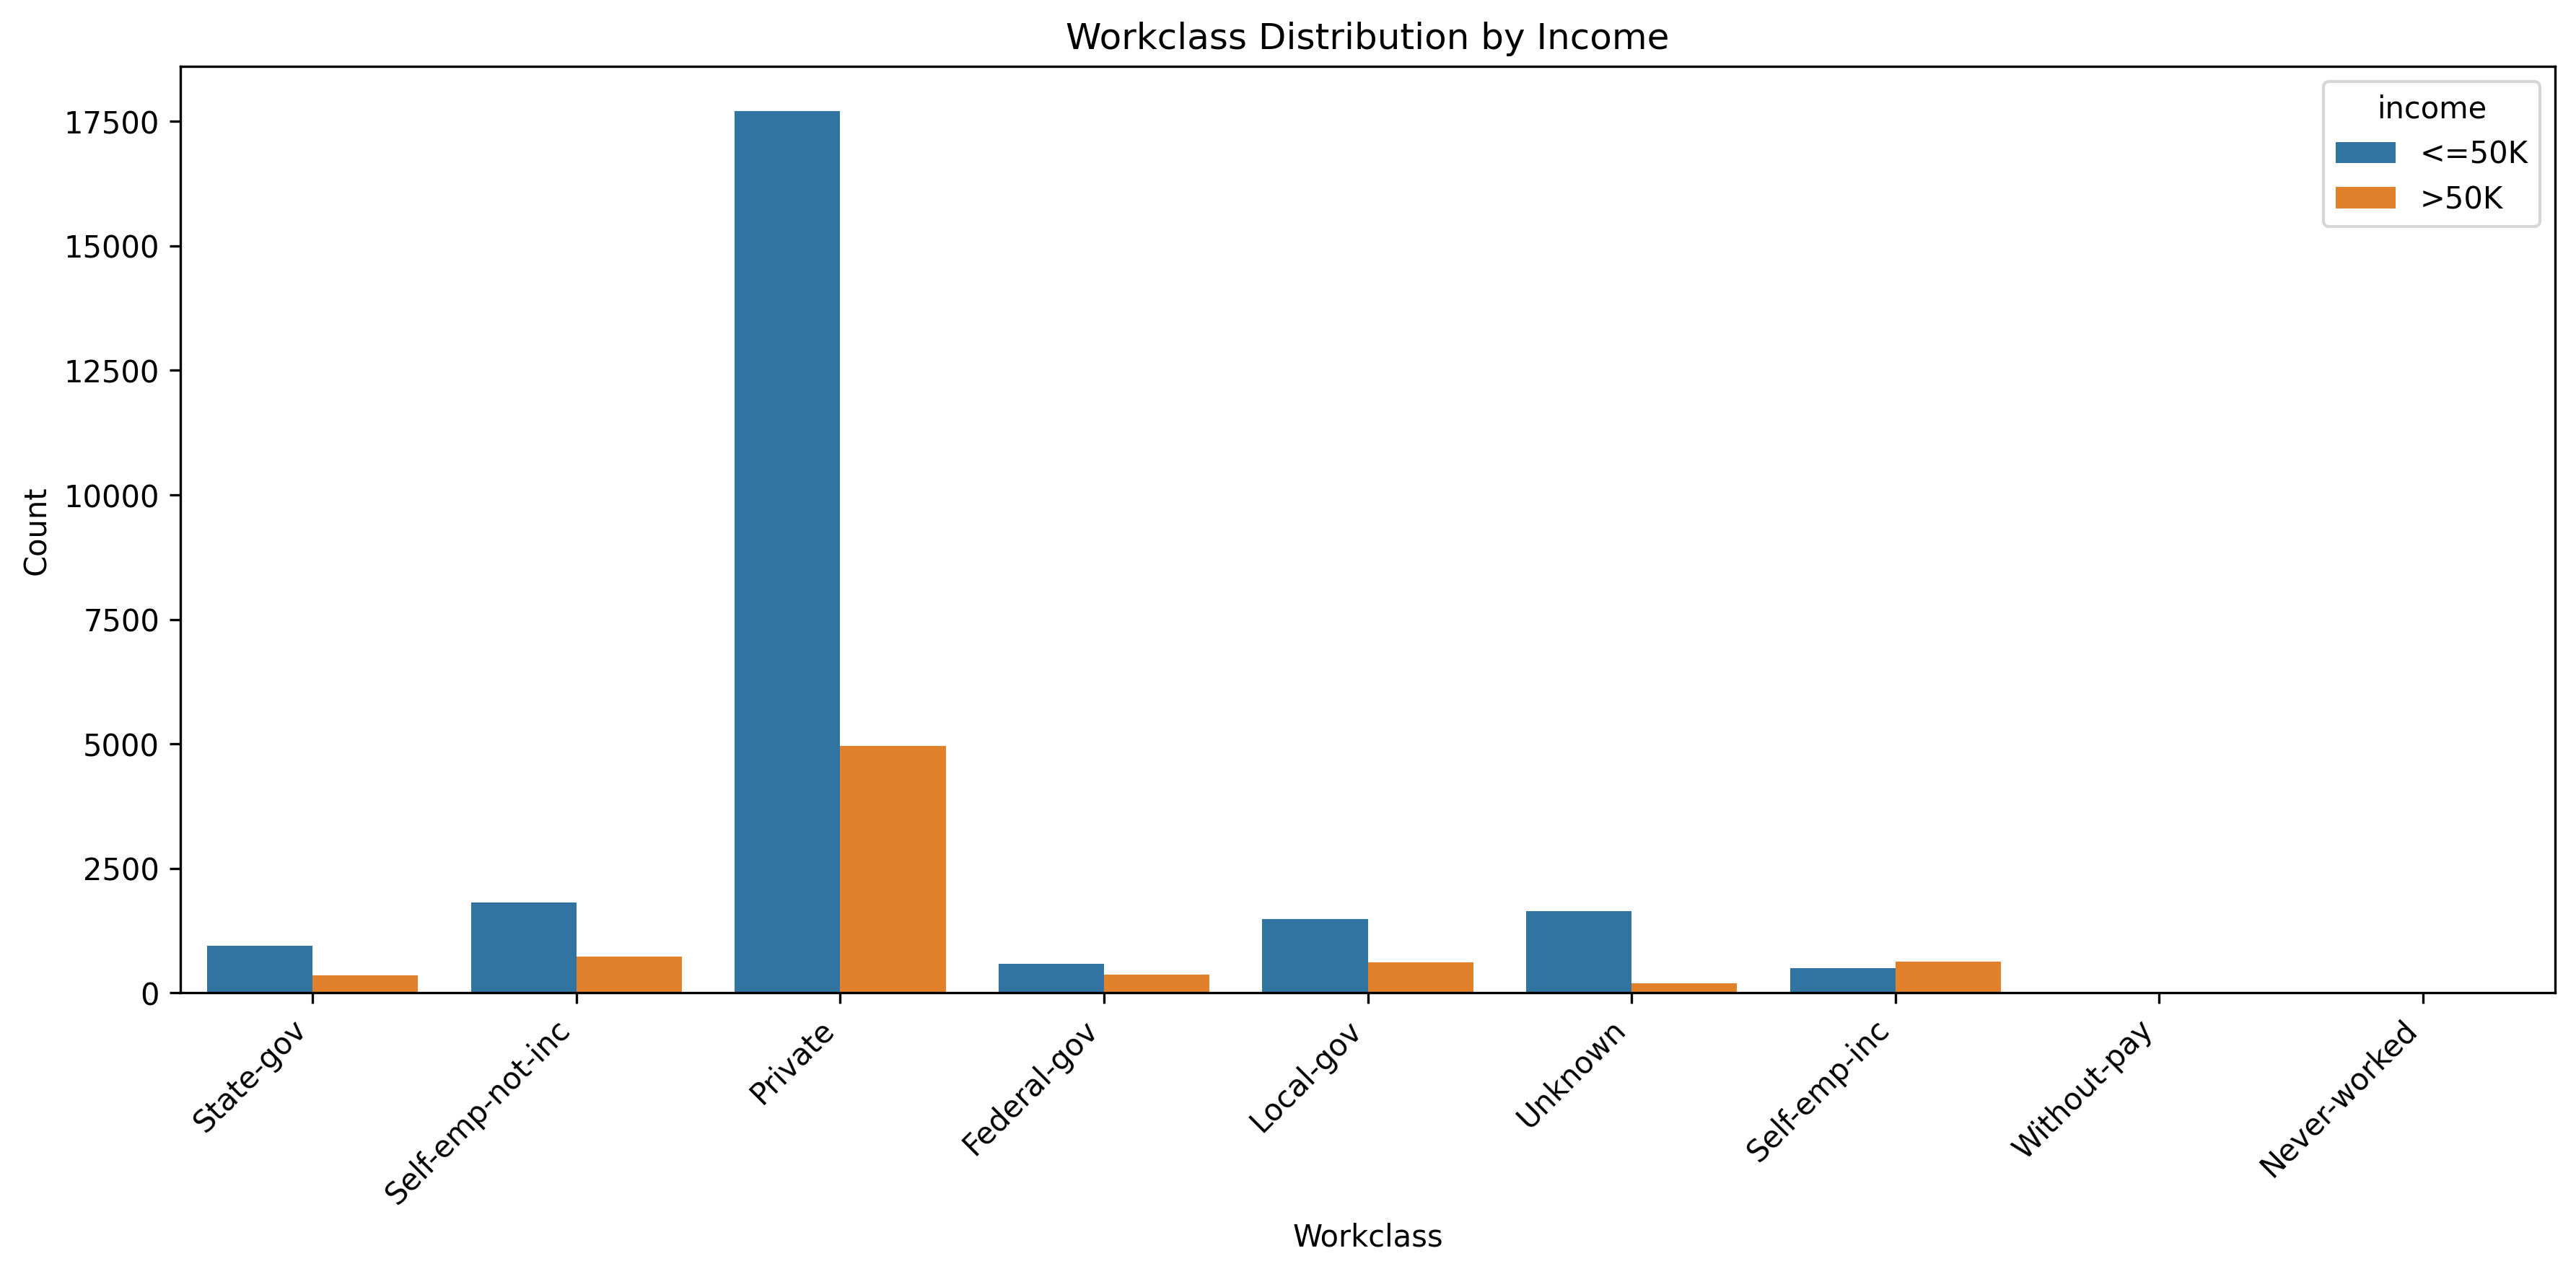 Workclass Distribution by Income
income
<=50K
>50K
17500
15000
12500
10000
7500
5000
2500
0
Count
State-gov
Self-emp-not-inc
Private
Federal-gov
Local-gov
Unknown
Self-emp-inc
Without-pay
Never-worked
Workclass